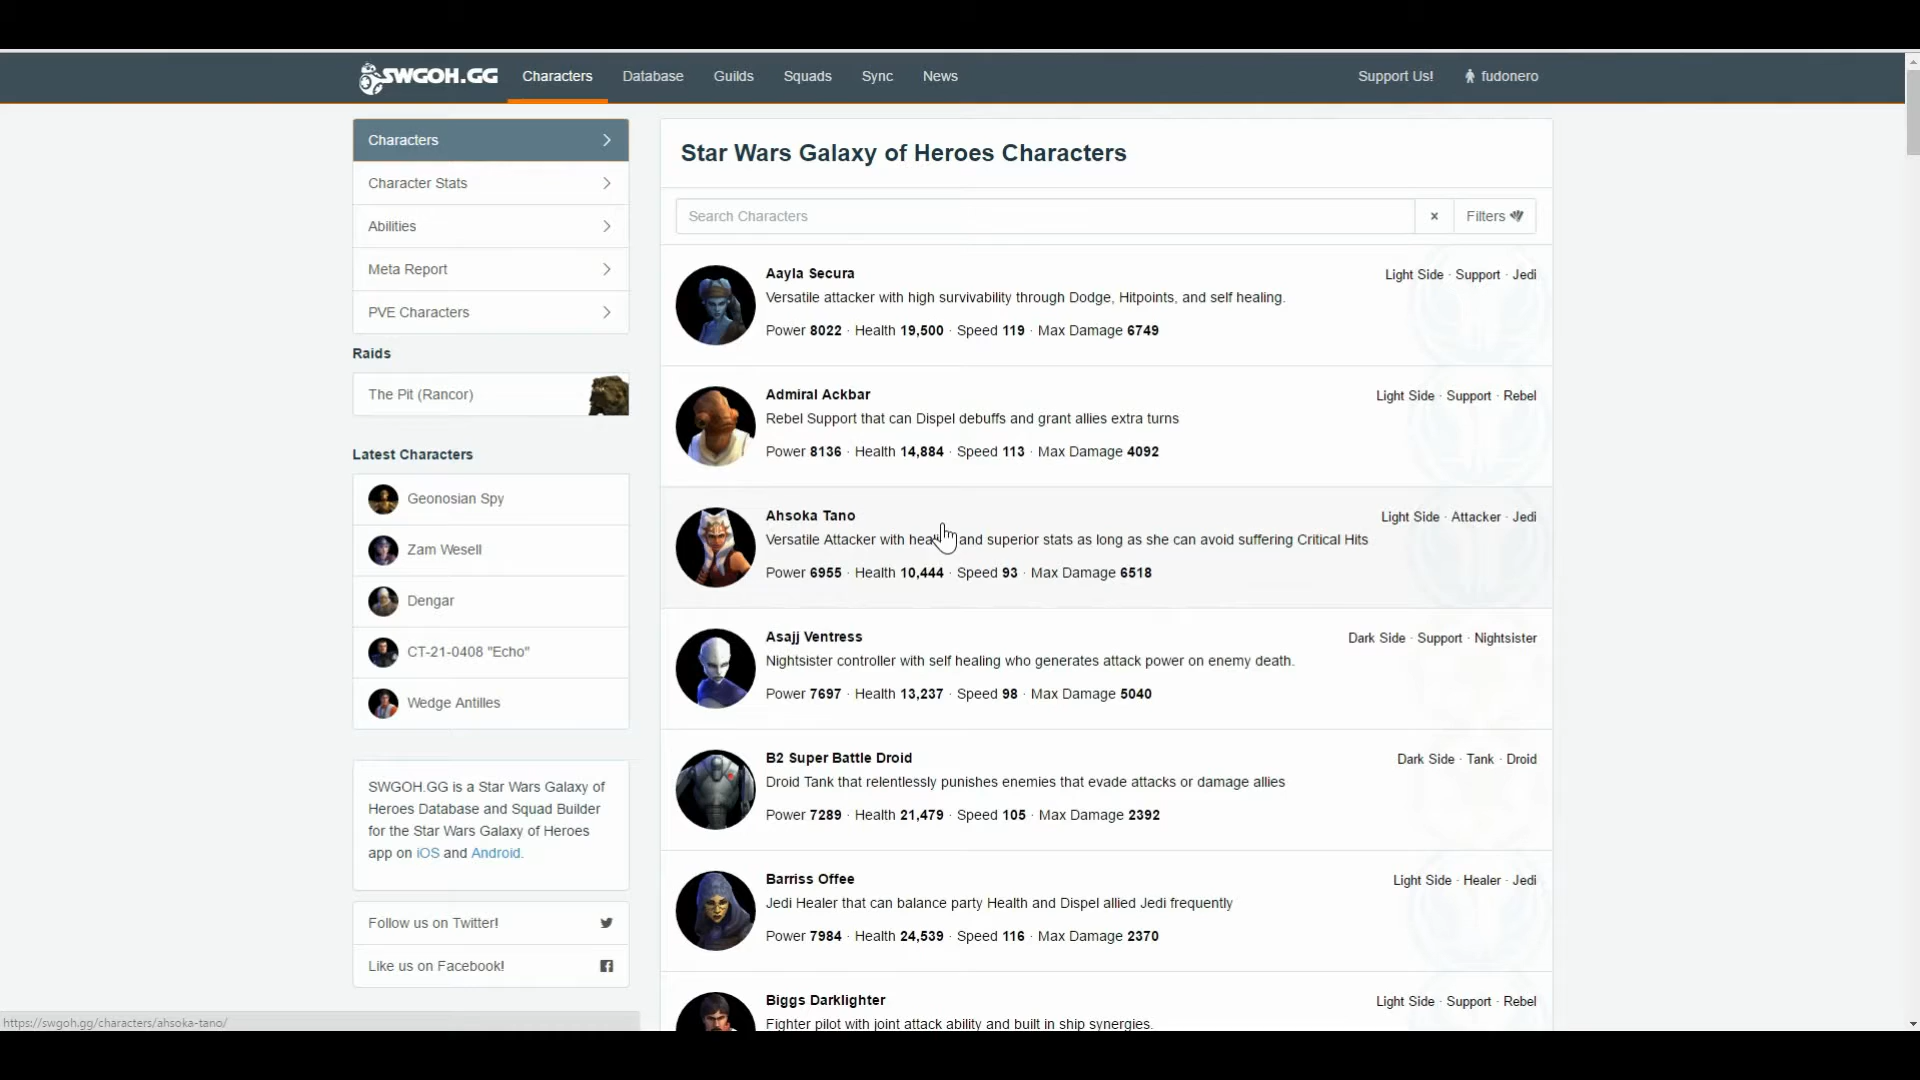 SWGOH.GG Characters Database Guilds Squads Sync News Support Us! fudonero
Characters
Character Stats
Abilities
Meta Report
PVE Characters
Raids
The Pit (Rancor)
Latest Characters
Geonosian Spy
Zam Wesell
Dengar
CT-21-0408 "Echo"
Wedge Antilles
SWGOH.GG is a Star Wars Galaxy of
Heroes Database and Squad Builder
for the Star Wars Galaxy of Heroes
app on iOS and Android.
Follow us on Twitter!
Like us on Facebook!
Star Wars Galaxy of Heroes Characters
Search Characters × Filters
Aayla Secura Light Side · Support · Jedi
Versatile attacker with high survivability through Dodge, Hitpoints, and self healing.
Power 8022 · Health 19,500 · Speed 119 · Max Damage 6749
Admiral Ackbar Light Side · Support · Rebel
Rebel Support that can Dispel debuffs and grant allies extra turns
Power 8136 · Health 14,884 · Speed 113 · Max Damage 4092
Ahsoka Tano Light Side · Attacker · Jedi
Versatile Attacker with and superior stats as long as she can avoid suffering Critical Hits
Power 6955 · Health 10,444 · Speed 93 · Max Damage 6518
Asajj Ventress Dark Side · Support · Nightsister
Nightsister controller with self healing who generates attack power on enemy death.
Power 7697 · Health 13,237 · Speed 98 · Max Damage 5040
B2 Super Battle Droid Dark Side · Tank · Droid
Droid Tank that relentlessly punishes enemies that evade attacks or damage allies
Power 7289 · Health 21,479 · Speed 105 · Max Damage 2392
Barriss Offee Light Side · Healer · Jedi
Jedi Healer that can balance party Health and Dispel allied Jedi frequently
Power 7984 · Health 24,539 · Speed 116 · Max Damage 2370
Biggs Darklighter Light Side · Support · Rebel
Fighter pilot with joint attack ability and built in ship synergies.
https://swgoh.gg/characters/ahsoka-tano/